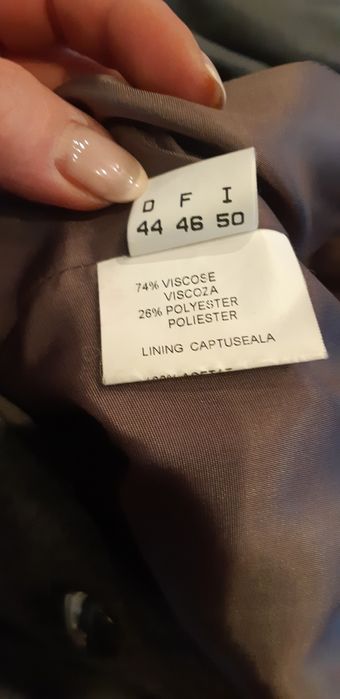 D F I
44 46 50
74% VISCOSE
VISCOZA
26% POLYESTER
POLIESTER
LINING CAPTUSEALA